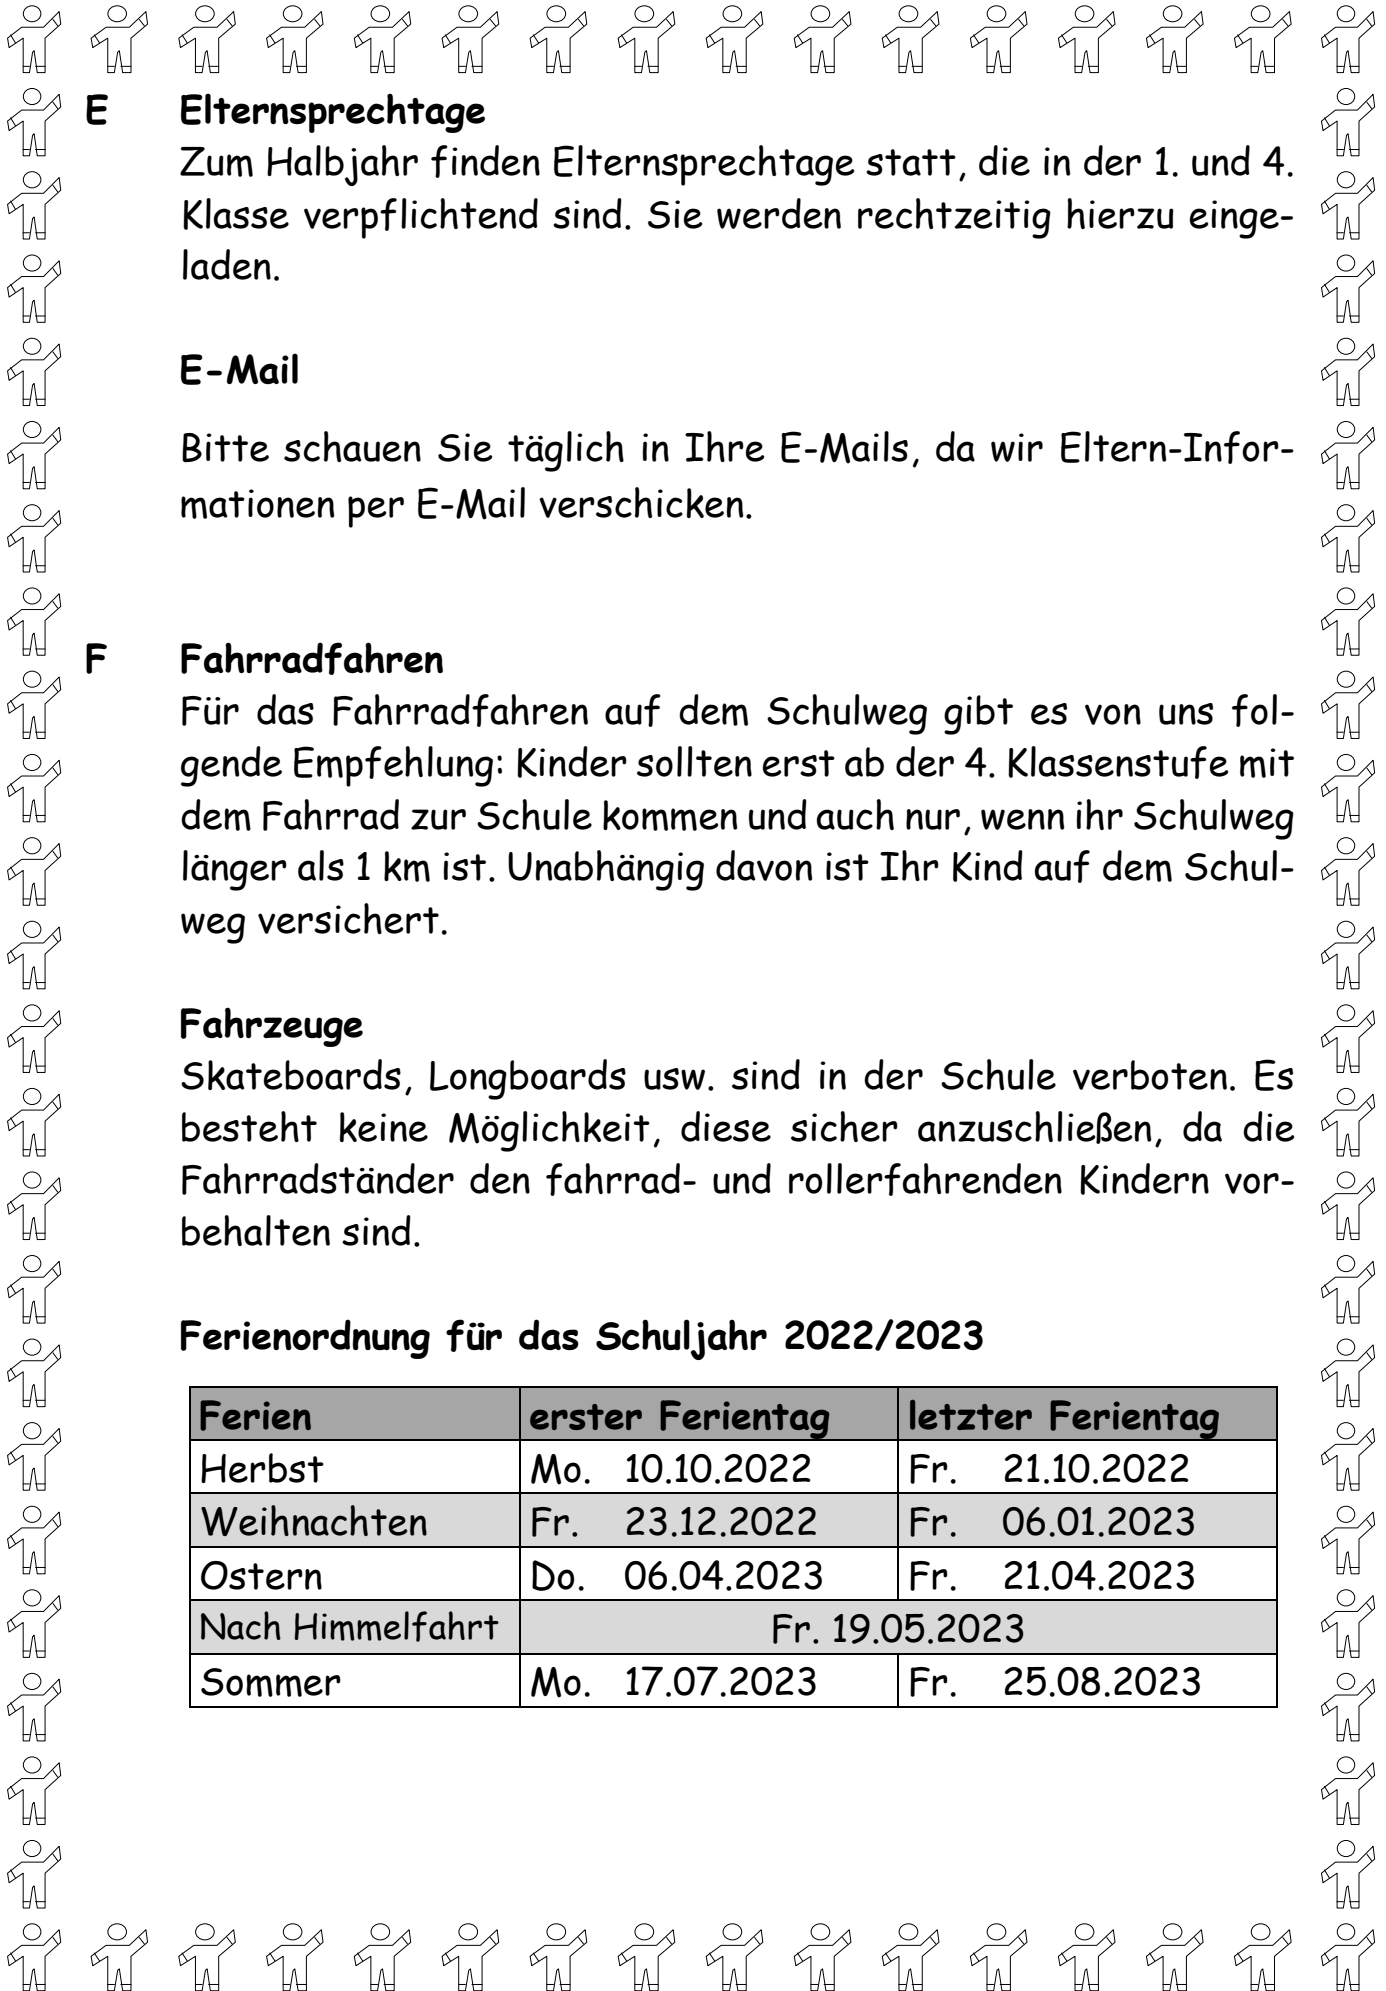 E Elternsprechtage
Zum Halbjahr finden Elternsprechtage statt, die in der 1. und 4.
Klasse verpflichtend sind. Sie werden rechtzeitig hierzu einge-
laden.
E-Mail
Bitte schauen Sie täglich in Ihre E-Mails, da wir Eltern-Infor-
mationen per E-Mail verschicken.
F Fahrradfahren
Für das Fahrradfahren auf dem Schulweg gibt es von uns fol-
gende Empfehlung: Kinder sollten erst ab der 4. Klassenstufe mit
dem Fahrrad zur Schule kommen und auch nur, wenn ihr Schulweg
länger als 1 km ist. Unabhängig davon ist Ihr Kind auf dem Schul-
weg versichert.
Fahrzeuge
Skateboards, Longboards usw. sind in der Schule verboten. Es
besteht keine Möglichkeit, diese sicher anzuschließen, da die
Fahrradständer den fahrrad- und rollerfahrenden Kindern vor-
behalten sind.
Ferienordnung für das Schuljahr 2022/2023
Ferien erster Ferientag letzter Ferientag
Herbst Mo. 10.10.2022 Fr. 21.10.2022
Weihnachten Fr. 23.12.2022 Fr. 06.01.2023
Ostern Do. 06.04.2023 Fr. 21.04.2023
Nach Himmelfahrt Fr. 19.05.2023
Sommer Mo. 17.07.2023 Fr. 25.08.2023